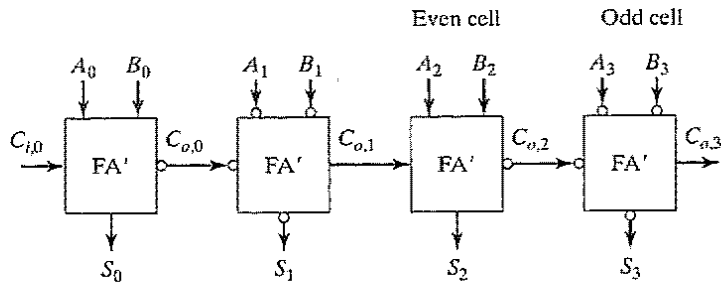 Even cell Odd cell
A0 B0 A1 B1 A2 B2 A3 B3
Ci,0 FA' Co,0 FA' Co,1 FA' Co,2 FA' Co,3
S0 S1 S2 S3